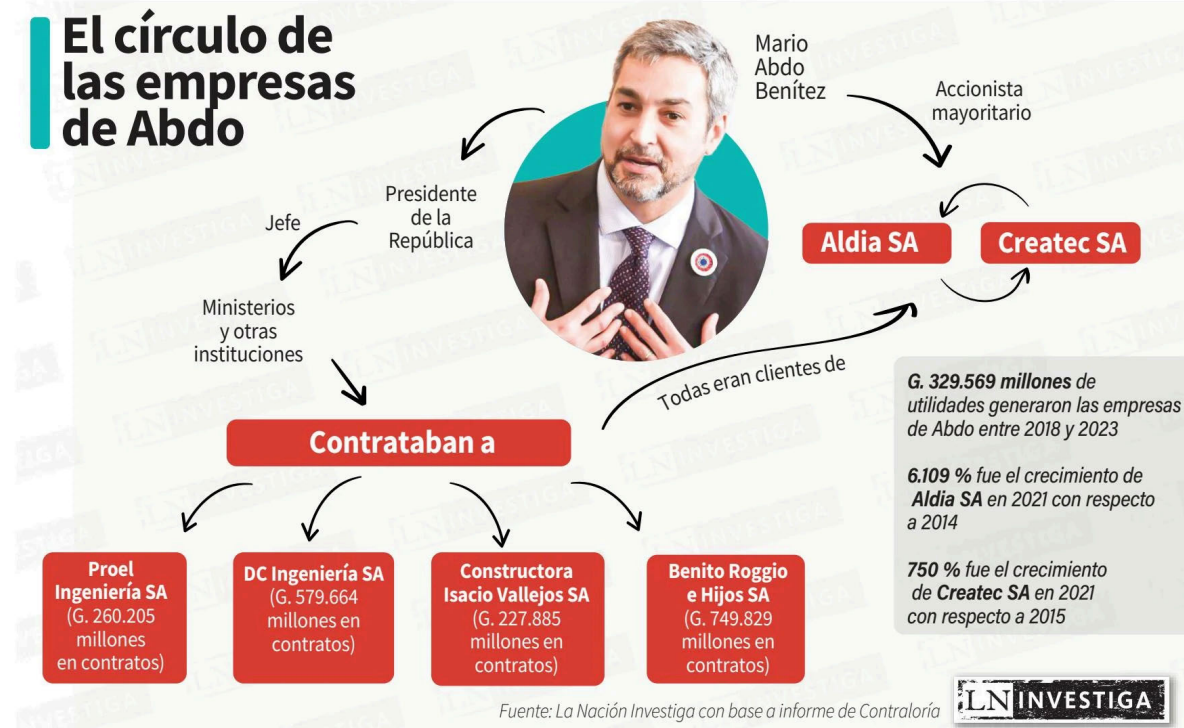 El círculo de
las empresas
de Abdo
Mario
Abdo
Benítez
Accionista
mayoritario
Presidente
de la
República
Jefe
Ministerios
y otras
instituciones
Aldia SA
Createc SA
Todas eran clientes de
Contrataban a
Proel
Ingeniería SA
(G. 260.205
millones
en contratos)
DC Ingeniería SA
(G. 579.664
millones en
contratos)
Constructora
Isacio Vallejos SA
(G. 227.885
millones en
contratos)
Benito Roggio
e Hijos SA
(G. 749.829
millones en
contratos)
G. 329.569 millones de
utilidades generaron las empresas
de Abdo entre 2018 y 2023
6.109 % fue el crecimiento de
Aldia SA en 2021 con respecto
a 2014
750 % fue el crecimiento
de Createc SA en 2021
con respecto a 2015
Fuente: La Nación Investiga con base a informe de Contraloría
LN INVESTIGA